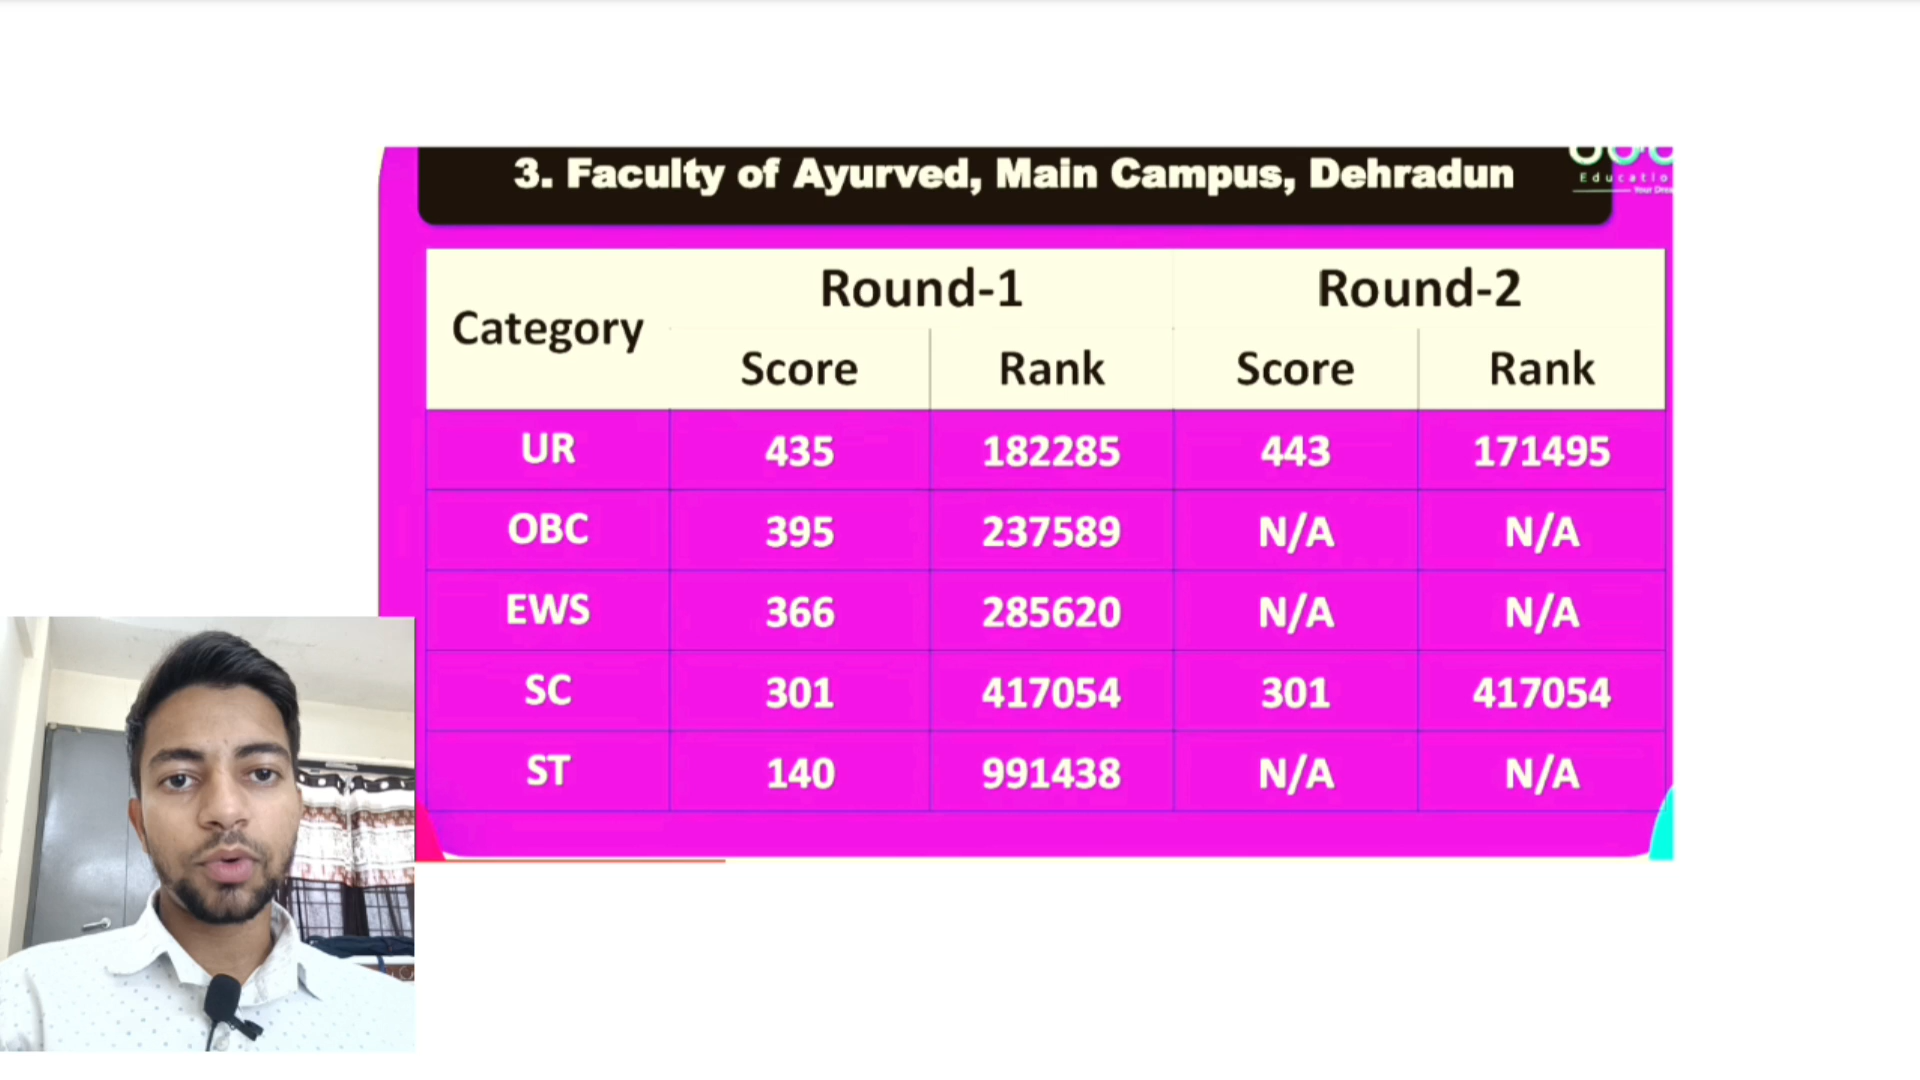 3. Faculty of Ayurved, Main Campus, Dehradun
Educatio
Category Round-1 Round-2
Score Rank Score Rank
UR 435 182285 443 171495
OBC 395 237589 N/A N/A
EWS 366 285620 N/A N/A
SC 301 417054 301 417054
ST 140 991438 N/A N/A